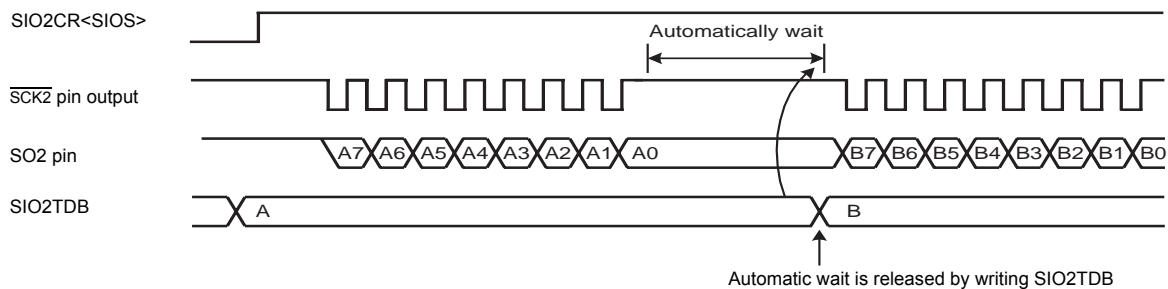 SIO2CR<SIOS>
Automatically wait
SCK2 pin output
SO2 pin
A7 A6 A5 A4 A3 A2 A1 A0 B7 B6 B5 B4 B3 B2 B1 B0
SIO2TDB
A B
Automatic wait is released by writing SIO2TDB